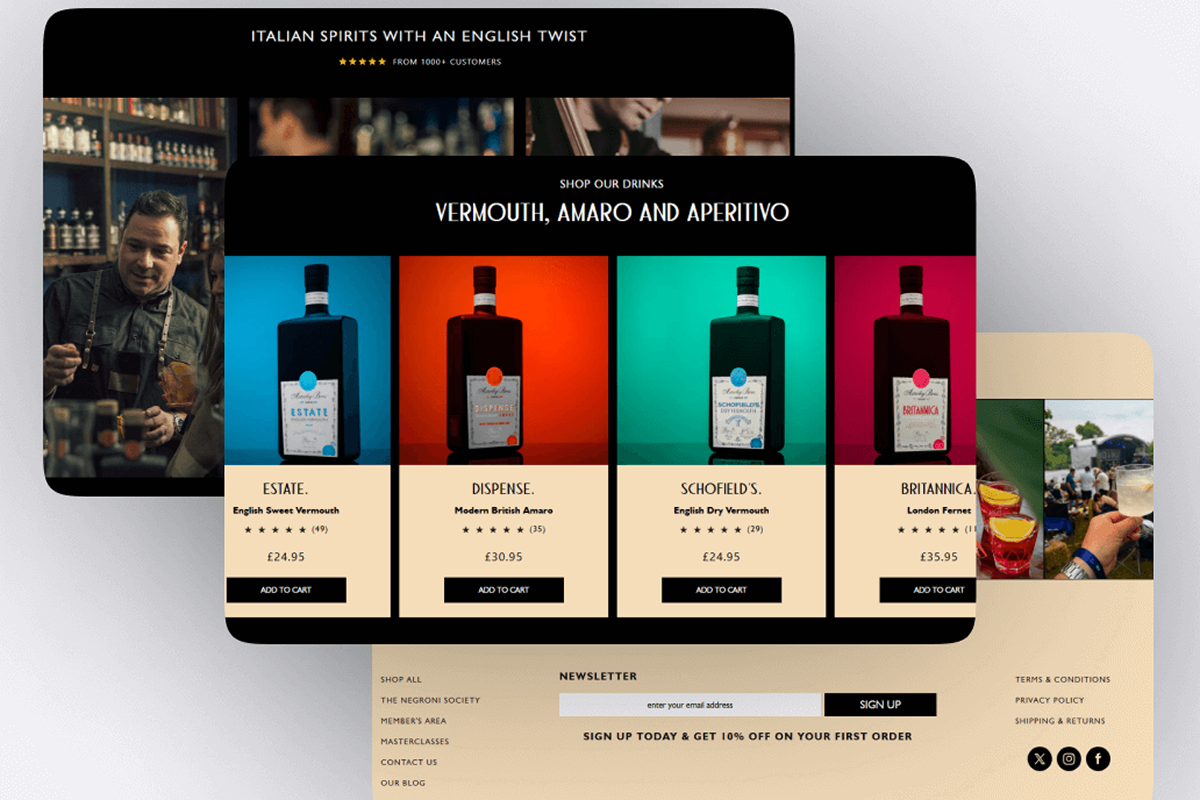 ITALIAN SPIRITS WITH AN ENGLISH TWIST
★★★★★ FROM 1000+ CUSTOMERS
SHOP OUR DRINKS
VERMOUTH, AMARO AND APERITIVO
ESTATE
DISPENSE
SCHOFIELD'S
DRY VERMOUTH
BRITANNICA
ESTATE.
English Sweet Vermouth
★ ★ ★ ★ ★ (49)
£24.95
ADD TO CART
DISPENSE.
Modern British Amaro
★ ★ ★ ★ ★ (35)
£30.95
ADD TO CART
SCHOFIELD'S.
English Dry Vermouth
★ ★ ★ ★ ★ (29)
£24.95
ADD TO CART
BRITANNICA.
London Fernet
★ ★ ★ ★ ★ (11
£35.95
ADD TO CART
SHOP ALL
THE NEGRONI SOCIETY
MEMBER'S AREA
MASTERCLASSES
CONTACT US
OUR BLOG
NEWSLETTER
enter your email address
SIGN UP
SIGN UP TODAY & GET 10% OFF ON YOUR FIRST ORDER
TERMS & CONDITIONS
PRIVACY POLICY
SHIPPING & RETURNS